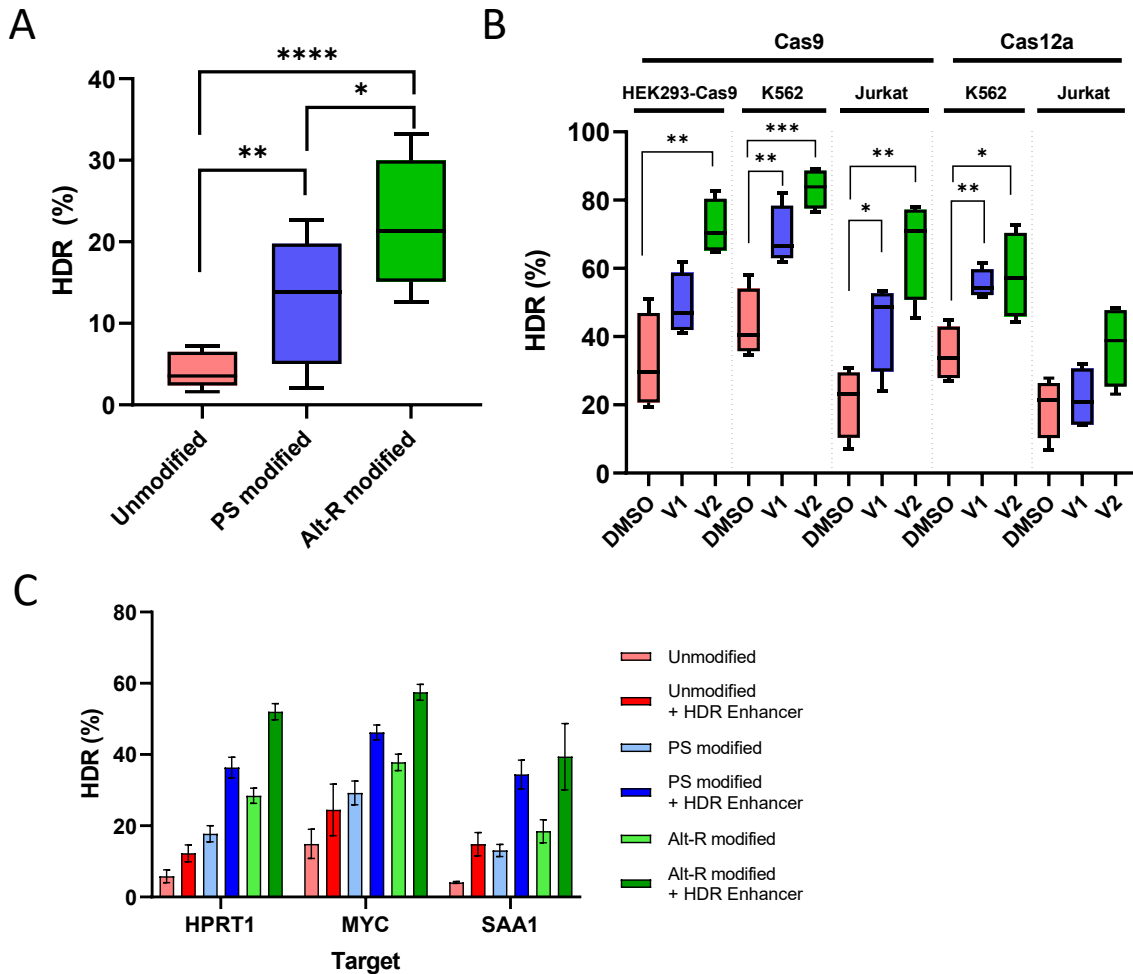 A
HDR (%)
40
30
20
10
0
****
*
**
Unmodified
PS modified
Alt-R modified
B
Cas9
Cas12a
HEK293-Cas9
K562
Jurkat
K562
Jurkat
HDR (%)
100
80
60
40
20
0
**
***
**
**
*
*
**
DMSO
V1
V2
DMSO
V1
V2
DMSO
V1
V2
DMSO
V1
V2
DMSO
V1
V2
C
HDR (%)
80
60
40
20
0
HPRT1
MYC
SAA1
Target
Unmodified
Unmodified
+ HDR Enhancer
PS modified
PS modified
+ HDR Enhancer
Alt-R modified
Alt-R modified
+ HDR Enhancer